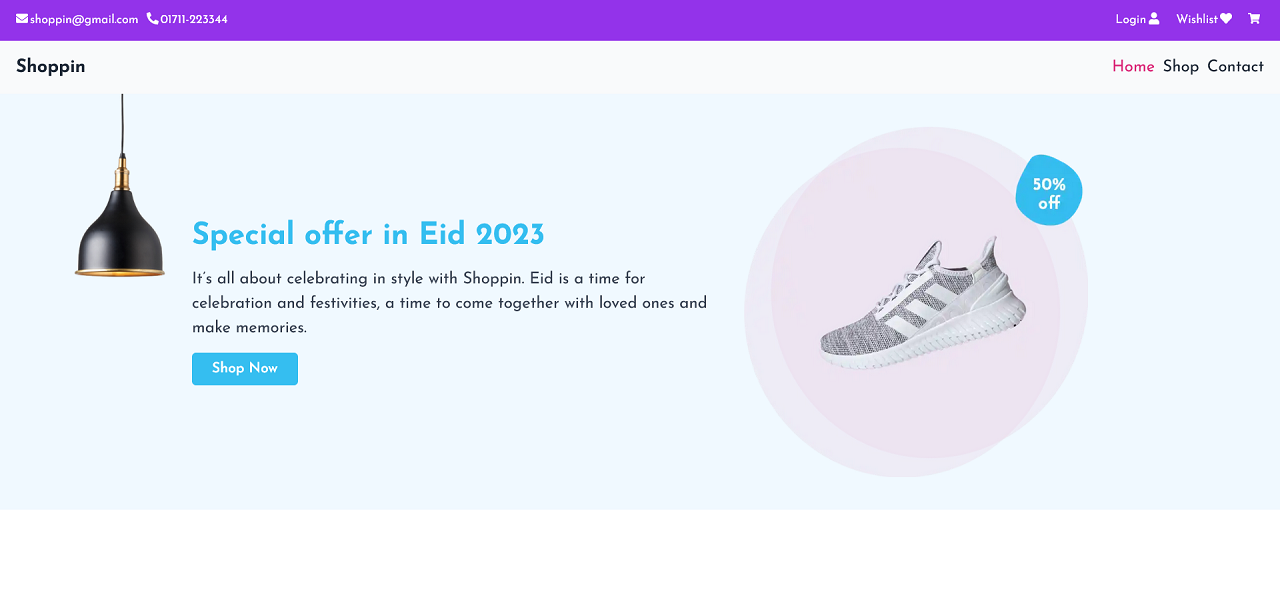 shoppin@gmail.com 01711-223344 Login Wishlist
Shoppin Home Shop Contact
50%
off
Special offer in Eid 2023
It's all about celebrating in style with Shoppin. Eid is a time for
celebration and festivities, a time to come together with loved ones and
make memories.
Shop Now